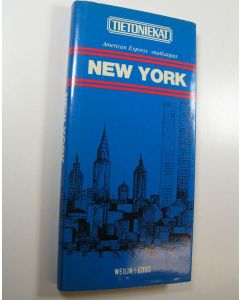 TIETONIEKAT
American Express -matkaopas
NEW YORK
WEILIN+GÖÖS